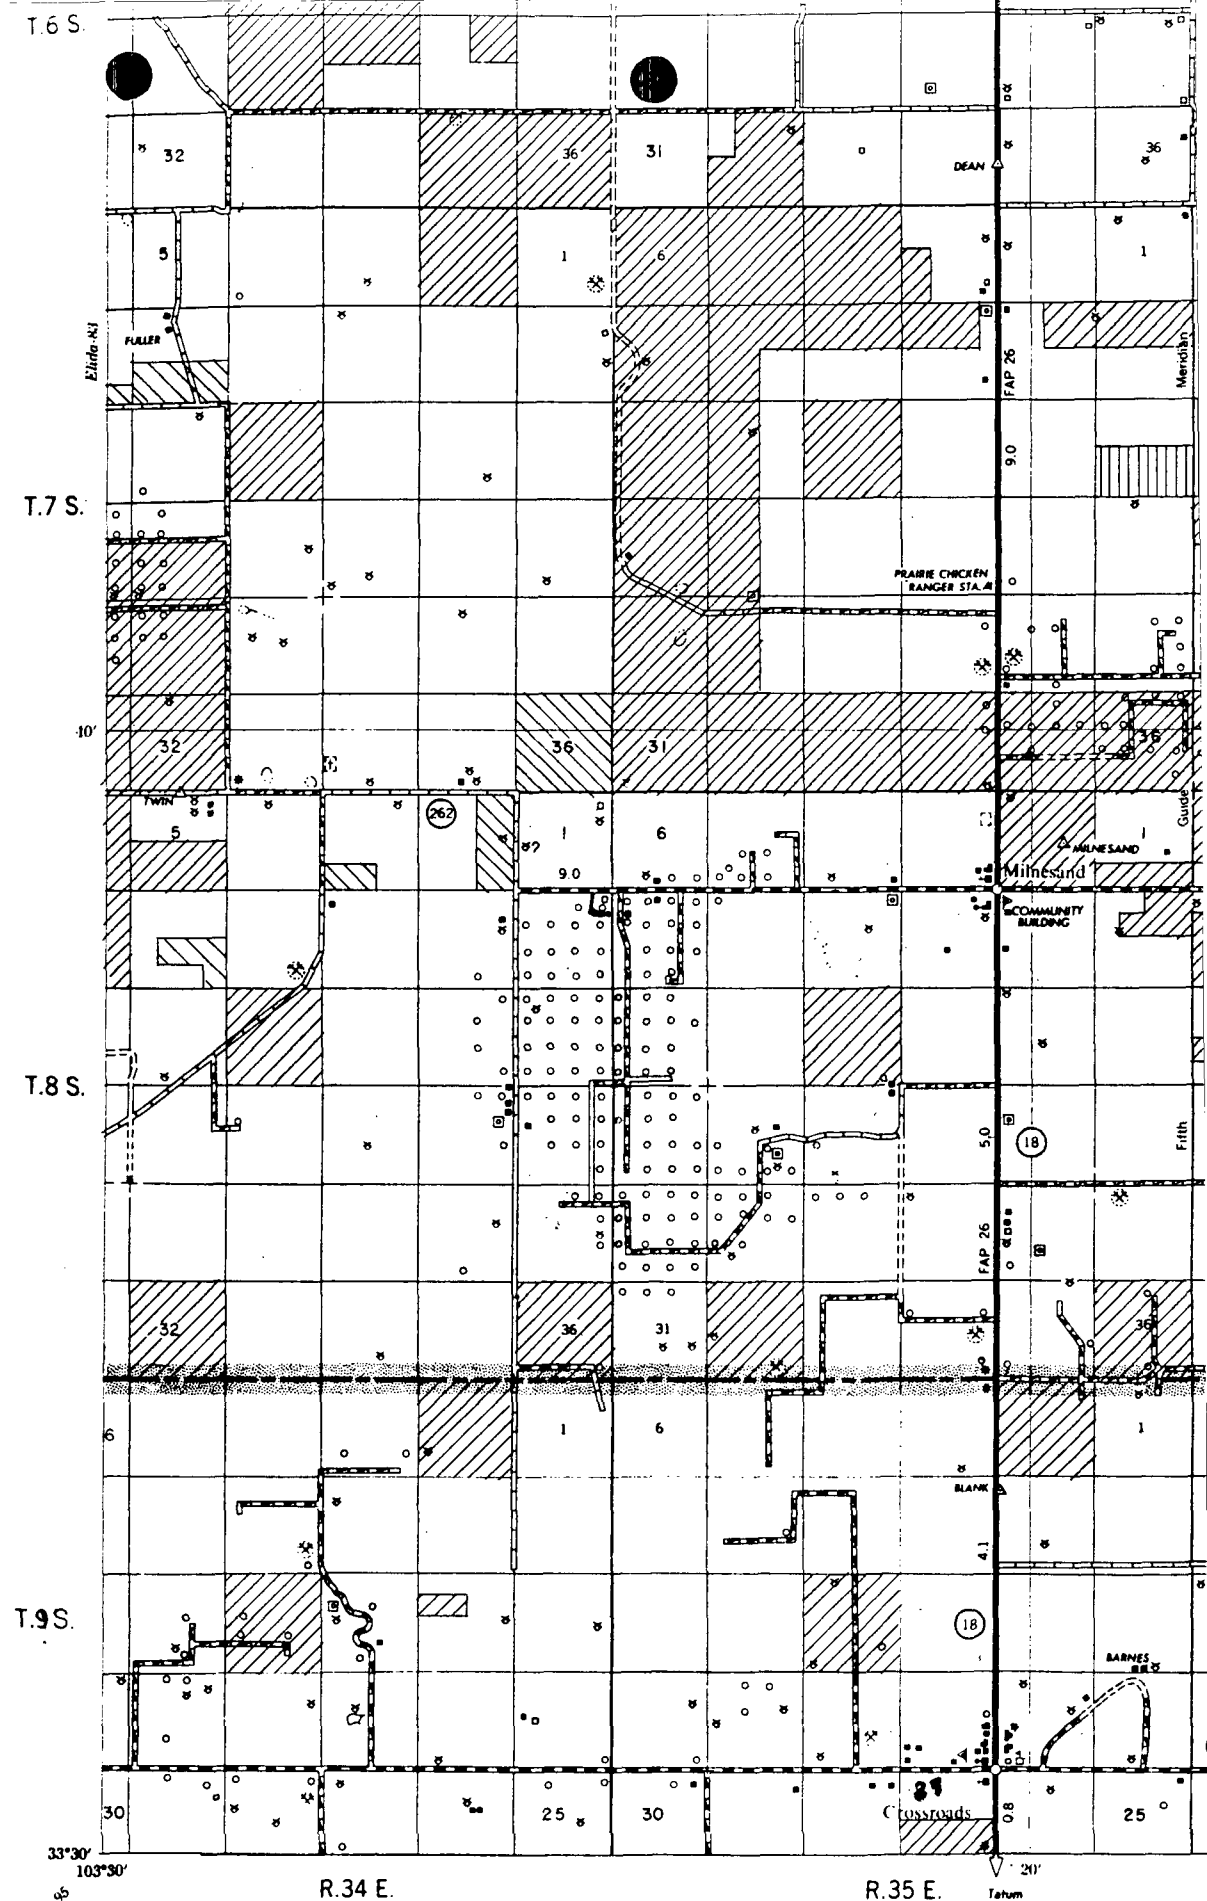 T.6 S.
32
36
31
DEAN
36
5
1
6
1
FULLER
Elida-83
FAP 26
Meridian
9.0
T.7 S.
PRAIRIE CHICKEN
RANGER STA.
10'
32
36
31
36
TWIN
262
5
1
6
Guide
1
MILNESAND
9.0
Milnesand
COMMUNITY
BUILDING
T.8 S.
5.0
18
Fifth
FAP 26
32
36
31
36
6
1
6
1
BLANK
4.1
T.9 S.
18
BARNES
30
25
30
Crossroads
0.8
25
33°30'
103°30'
20'
95
R.34 E.
R.35 E.
Tatum